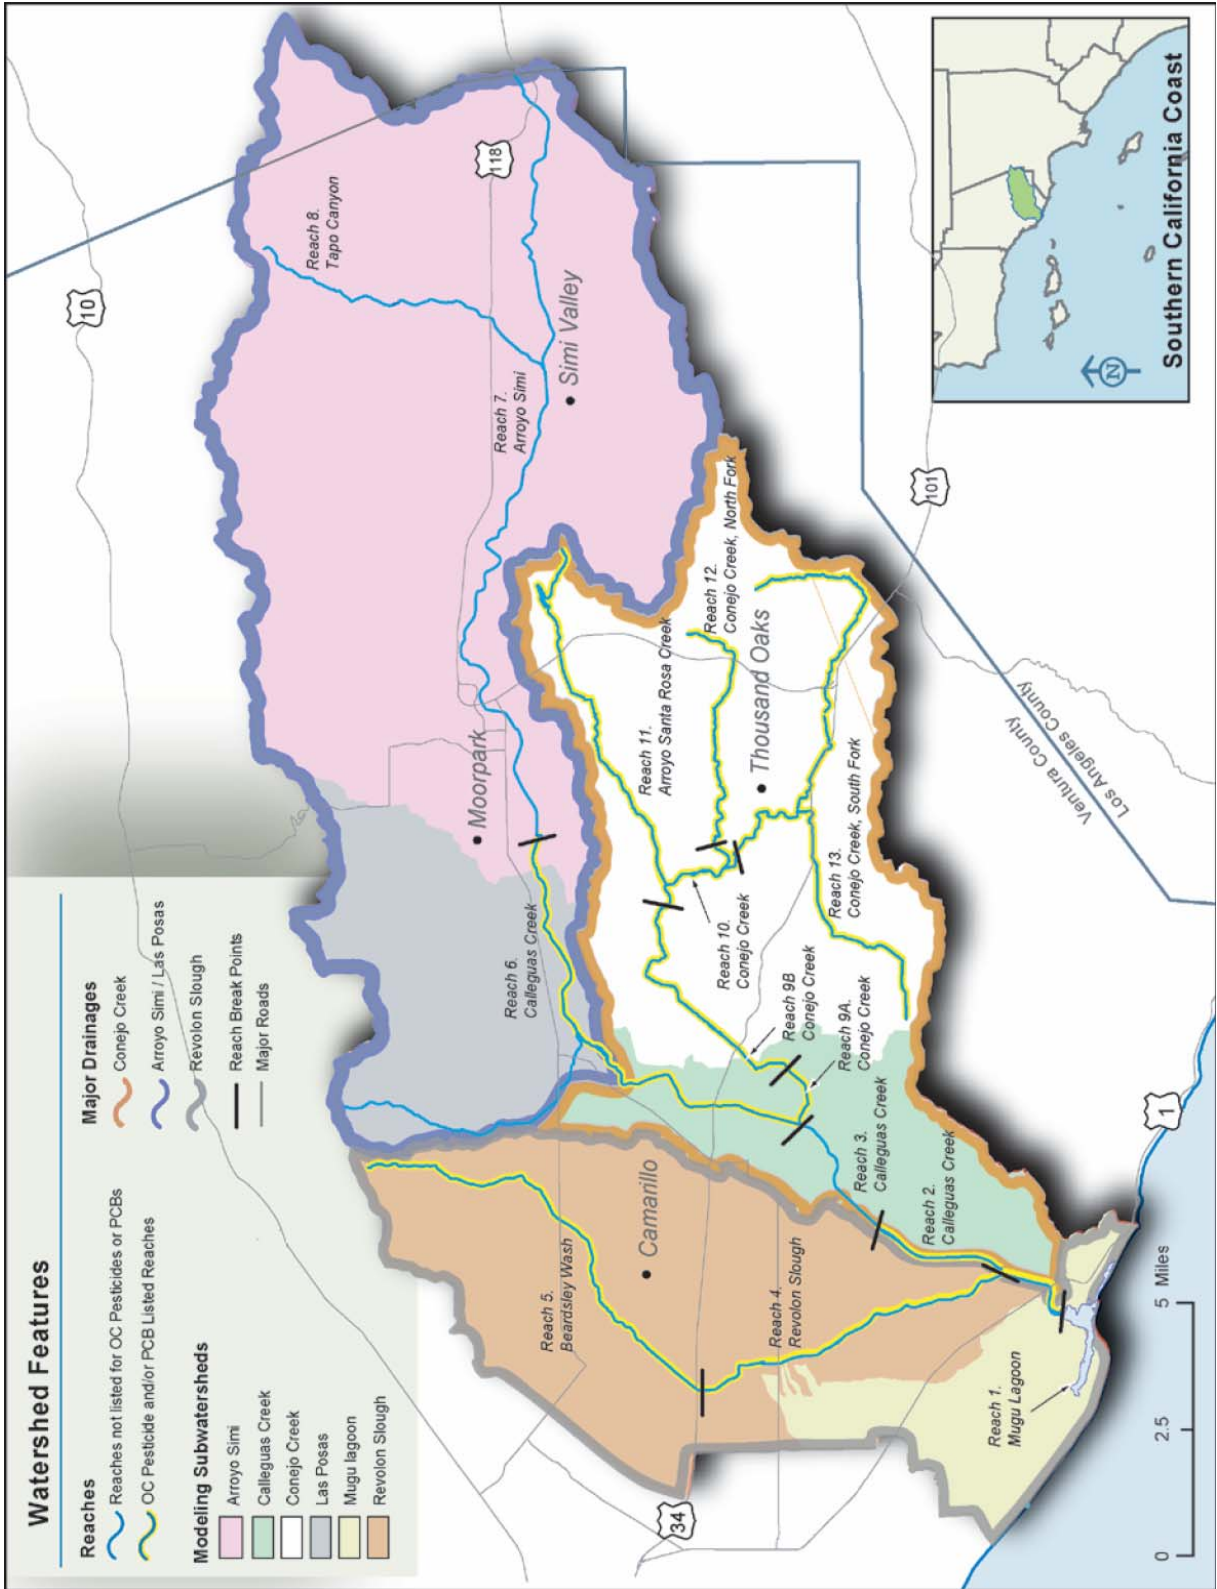 Watershed Features
Reaches
Reaches not listed for OC Pesticides or PCBs
OC Pesticide and/or PCB Listed Reaches
Modeling Subwatersheds
Arroyo Simi
Calleguas Creek
Conejo Creek
Las Posas
Mugu lagoon
Revolon Slough
Major Drainages
Conejo Creek
Arroyo Simi / Las Posas
Revolon Slough
Reach Break Points
Major Roads
10
118
Reach 8.
Tapo Canyon
Reach 7.
Arroyo Simi
Simi Valley
Moorpark
Reach 6.
Calleguas Creek
Reach 12.
Conejo Creek, North Fork
Reach 11.
Arroyo Santa Rosa Creek
Thousand Oaks
Reach 10.
Conejo Creek
Reach 13.
Conejo Creek, South Fork
Reach 9B
Conejo Creek
Reach 9A.
Conejo Creek
Reach 5.
Beardsley Wash
Camarillo
Reach 3.
Calleguas Creek
Reach 4.
Revolon Slough
Reach 2.
Calleguas Creek
Reach 1.
Mugu Lagoon
34
101
1
Ventura County
Los Angeles County
0
2.5
5 Miles
N
Southern California Coast